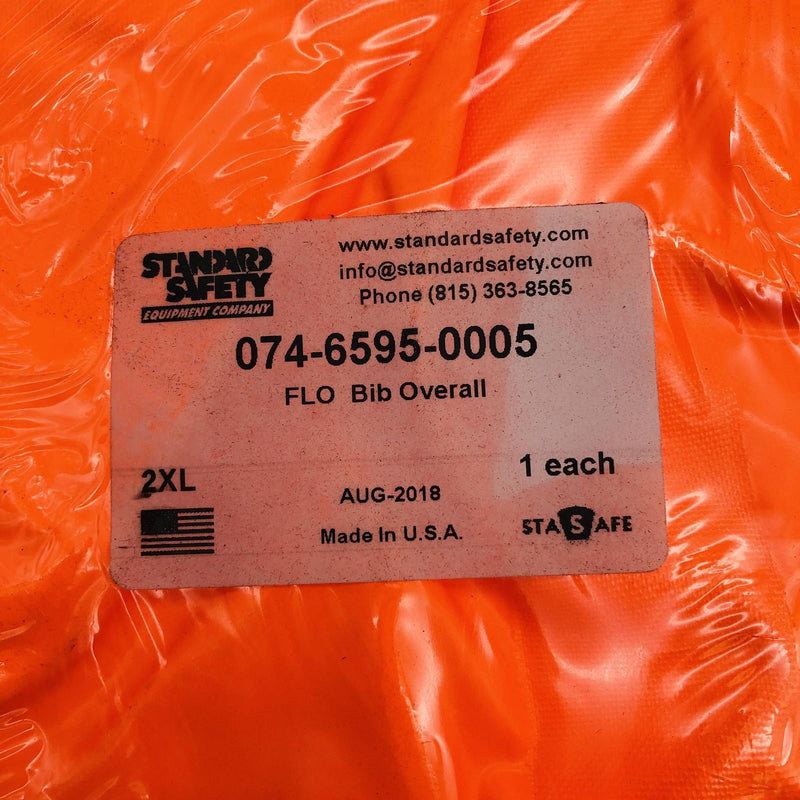 STANDARD
SAFETY
EQUIPMENT COMPANY
www.standardsafety.com
info@standardsafety.com
Phone (815) 363-8565
074-6595-0005
FLO Bib Overall
2XL
1 each
AUG-2018
Made In U.S.A.
STASAFE